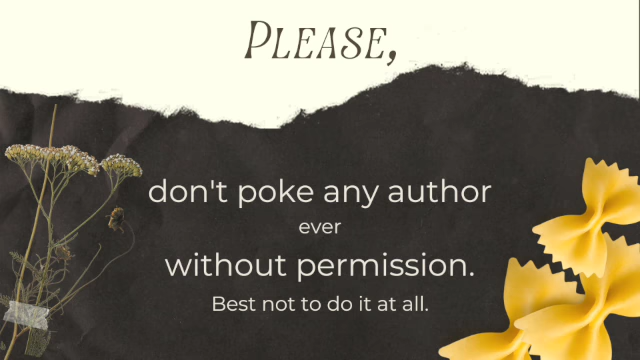 Please,
don't poke any author
ever
without permission.
Best not to do it at all.